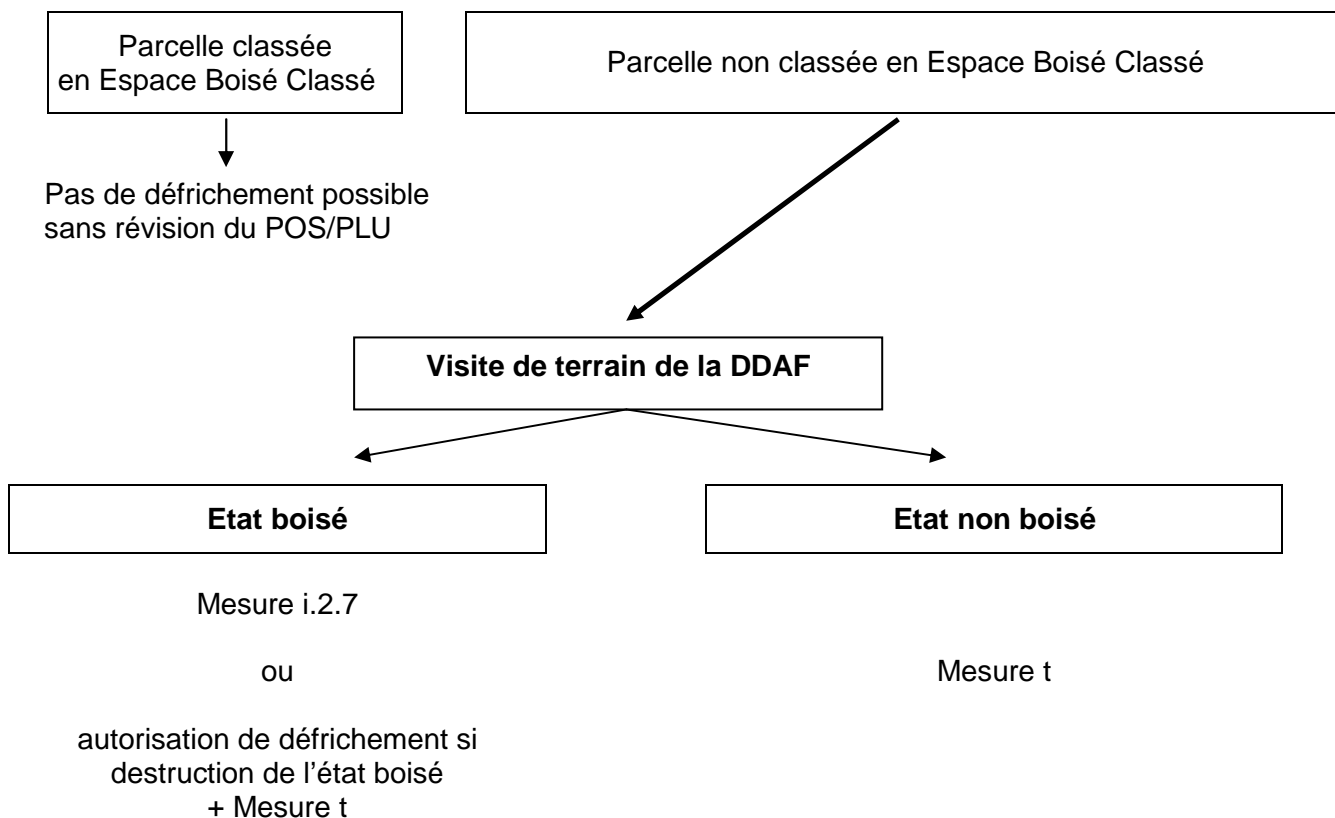 Parcelle classée
en Espace Boisé Classé
Parcelle non classée en Espace Boisé Classé
Pas de défrichement possible
sans révision du POS/PLU
Visite de terrain de la DDAF
Etat boisé
Etat non boisé
Mesure i.2.7
ou
autorisation de défrichement si
destruction de l’état boisé
+ Mesure t
Mesure t